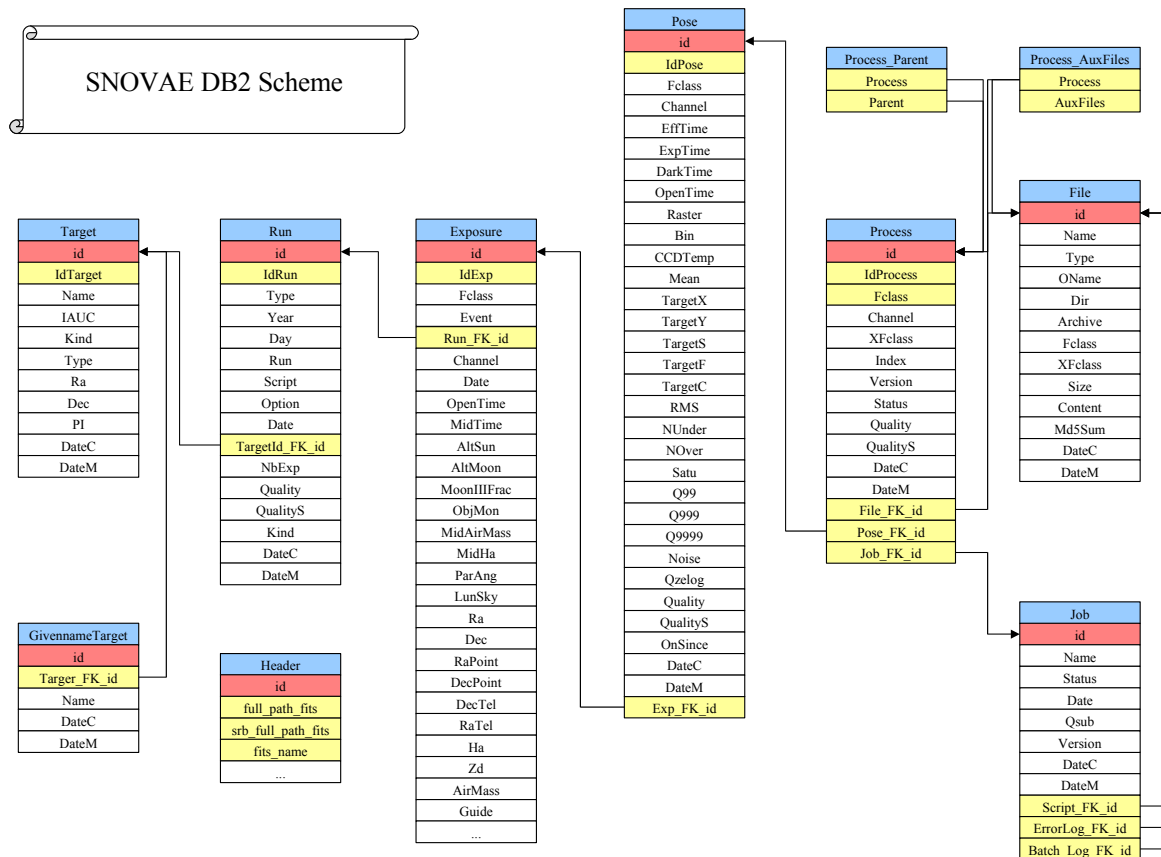 SNOVAE DB2 Scheme
Target
id
IdTarget
Name
IAUC
Kind
Type
Ra
Dec
PI
DateC
DateM
GivennameTarget
id
Targer_FK_id
Name
DateC
DateM
Run
id
IdRun
Type
Year
Day
Run
Script
Option
Date
TargetId_FK_id
NbExp
Quality
QualityS
Kind
DateC
DateM
Header
id
full_path_fits
srb_full_path_fits
fits_name
...
Exposure
id
IdExp
Fclass
Event
Run_FK_id
Channel
Date
OpenTime
MidTime
AltSun
AltMoon
MoonIIIFrac
ObjMon
MidAirMass
MidHa
ParAng
LunSky
Ra
Dec
RaPoint
DecPoint
DecTel
RaTel
Ha
Zd
AirMass
Guide
...
Pose
id
IdPose
Fclass
Channel
EffTime
ExpTime
DarkTime
OpenTime
Raster
Bin
CCDTemp
Mean
TargetX
TargetY
TargetS
TargetF
TargetC
RMS
NUnder
NOver
Satu
Q99
Q999
Q9999
Noise
Qzelog
Quality
QualityS
OnSince
DateC
DateM
Exp_FK_id
Process_Parent
Process
Parent
Process_AuxFiles
Process
AuxFiles
Process
id
IdProcess
Fclass
Channel
XFclass
Index
Version
Status
Quality
QualityS
DateC
DateM
File_FK_id
Pose_FK_id
Job_FK_id
File
id
Name
Type
OName
Dir
Archive
Fclass
XFclass
Size
Content
Md5Sum
DateC
DateM
Job
id
Name
Status
Date
Qsub
Version
DateC
DateM
Script_FK_id
ErrorLog_FK_id
Batch_Log_FK_id